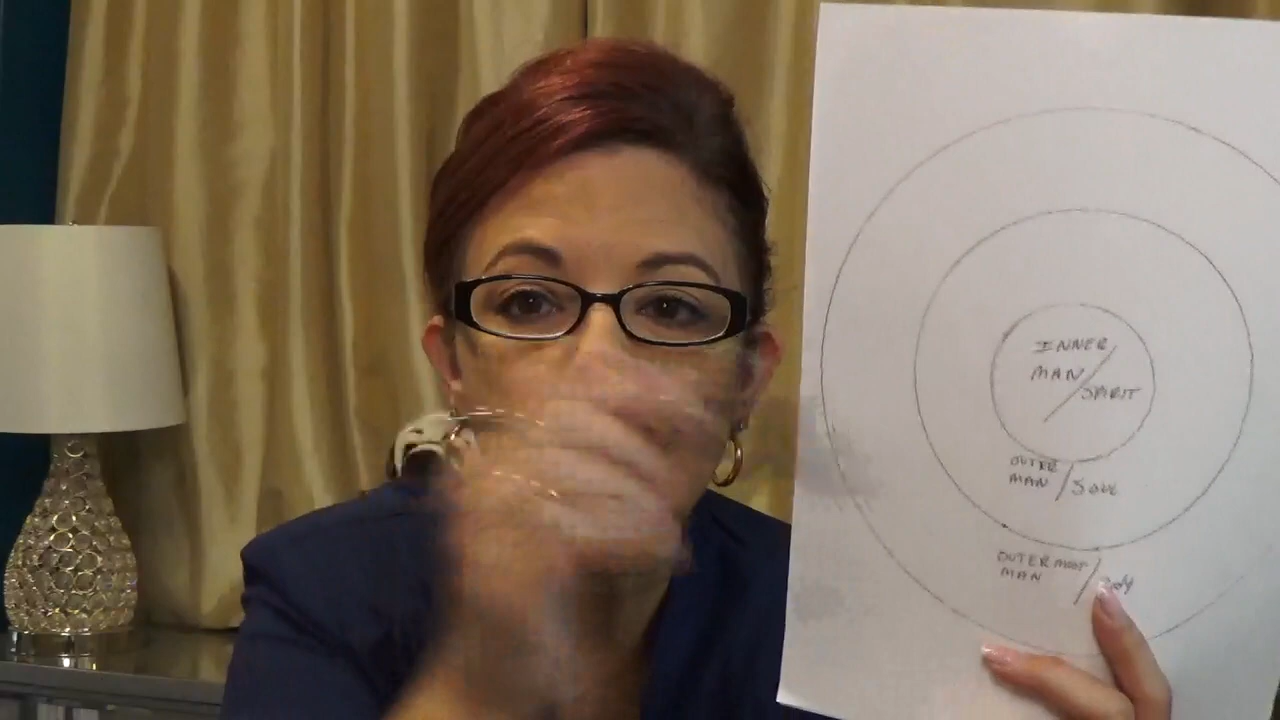 INNER
MAN / SPIRIT
OUTER
MAN / SOUL
OUTERMOST
MAN / Body